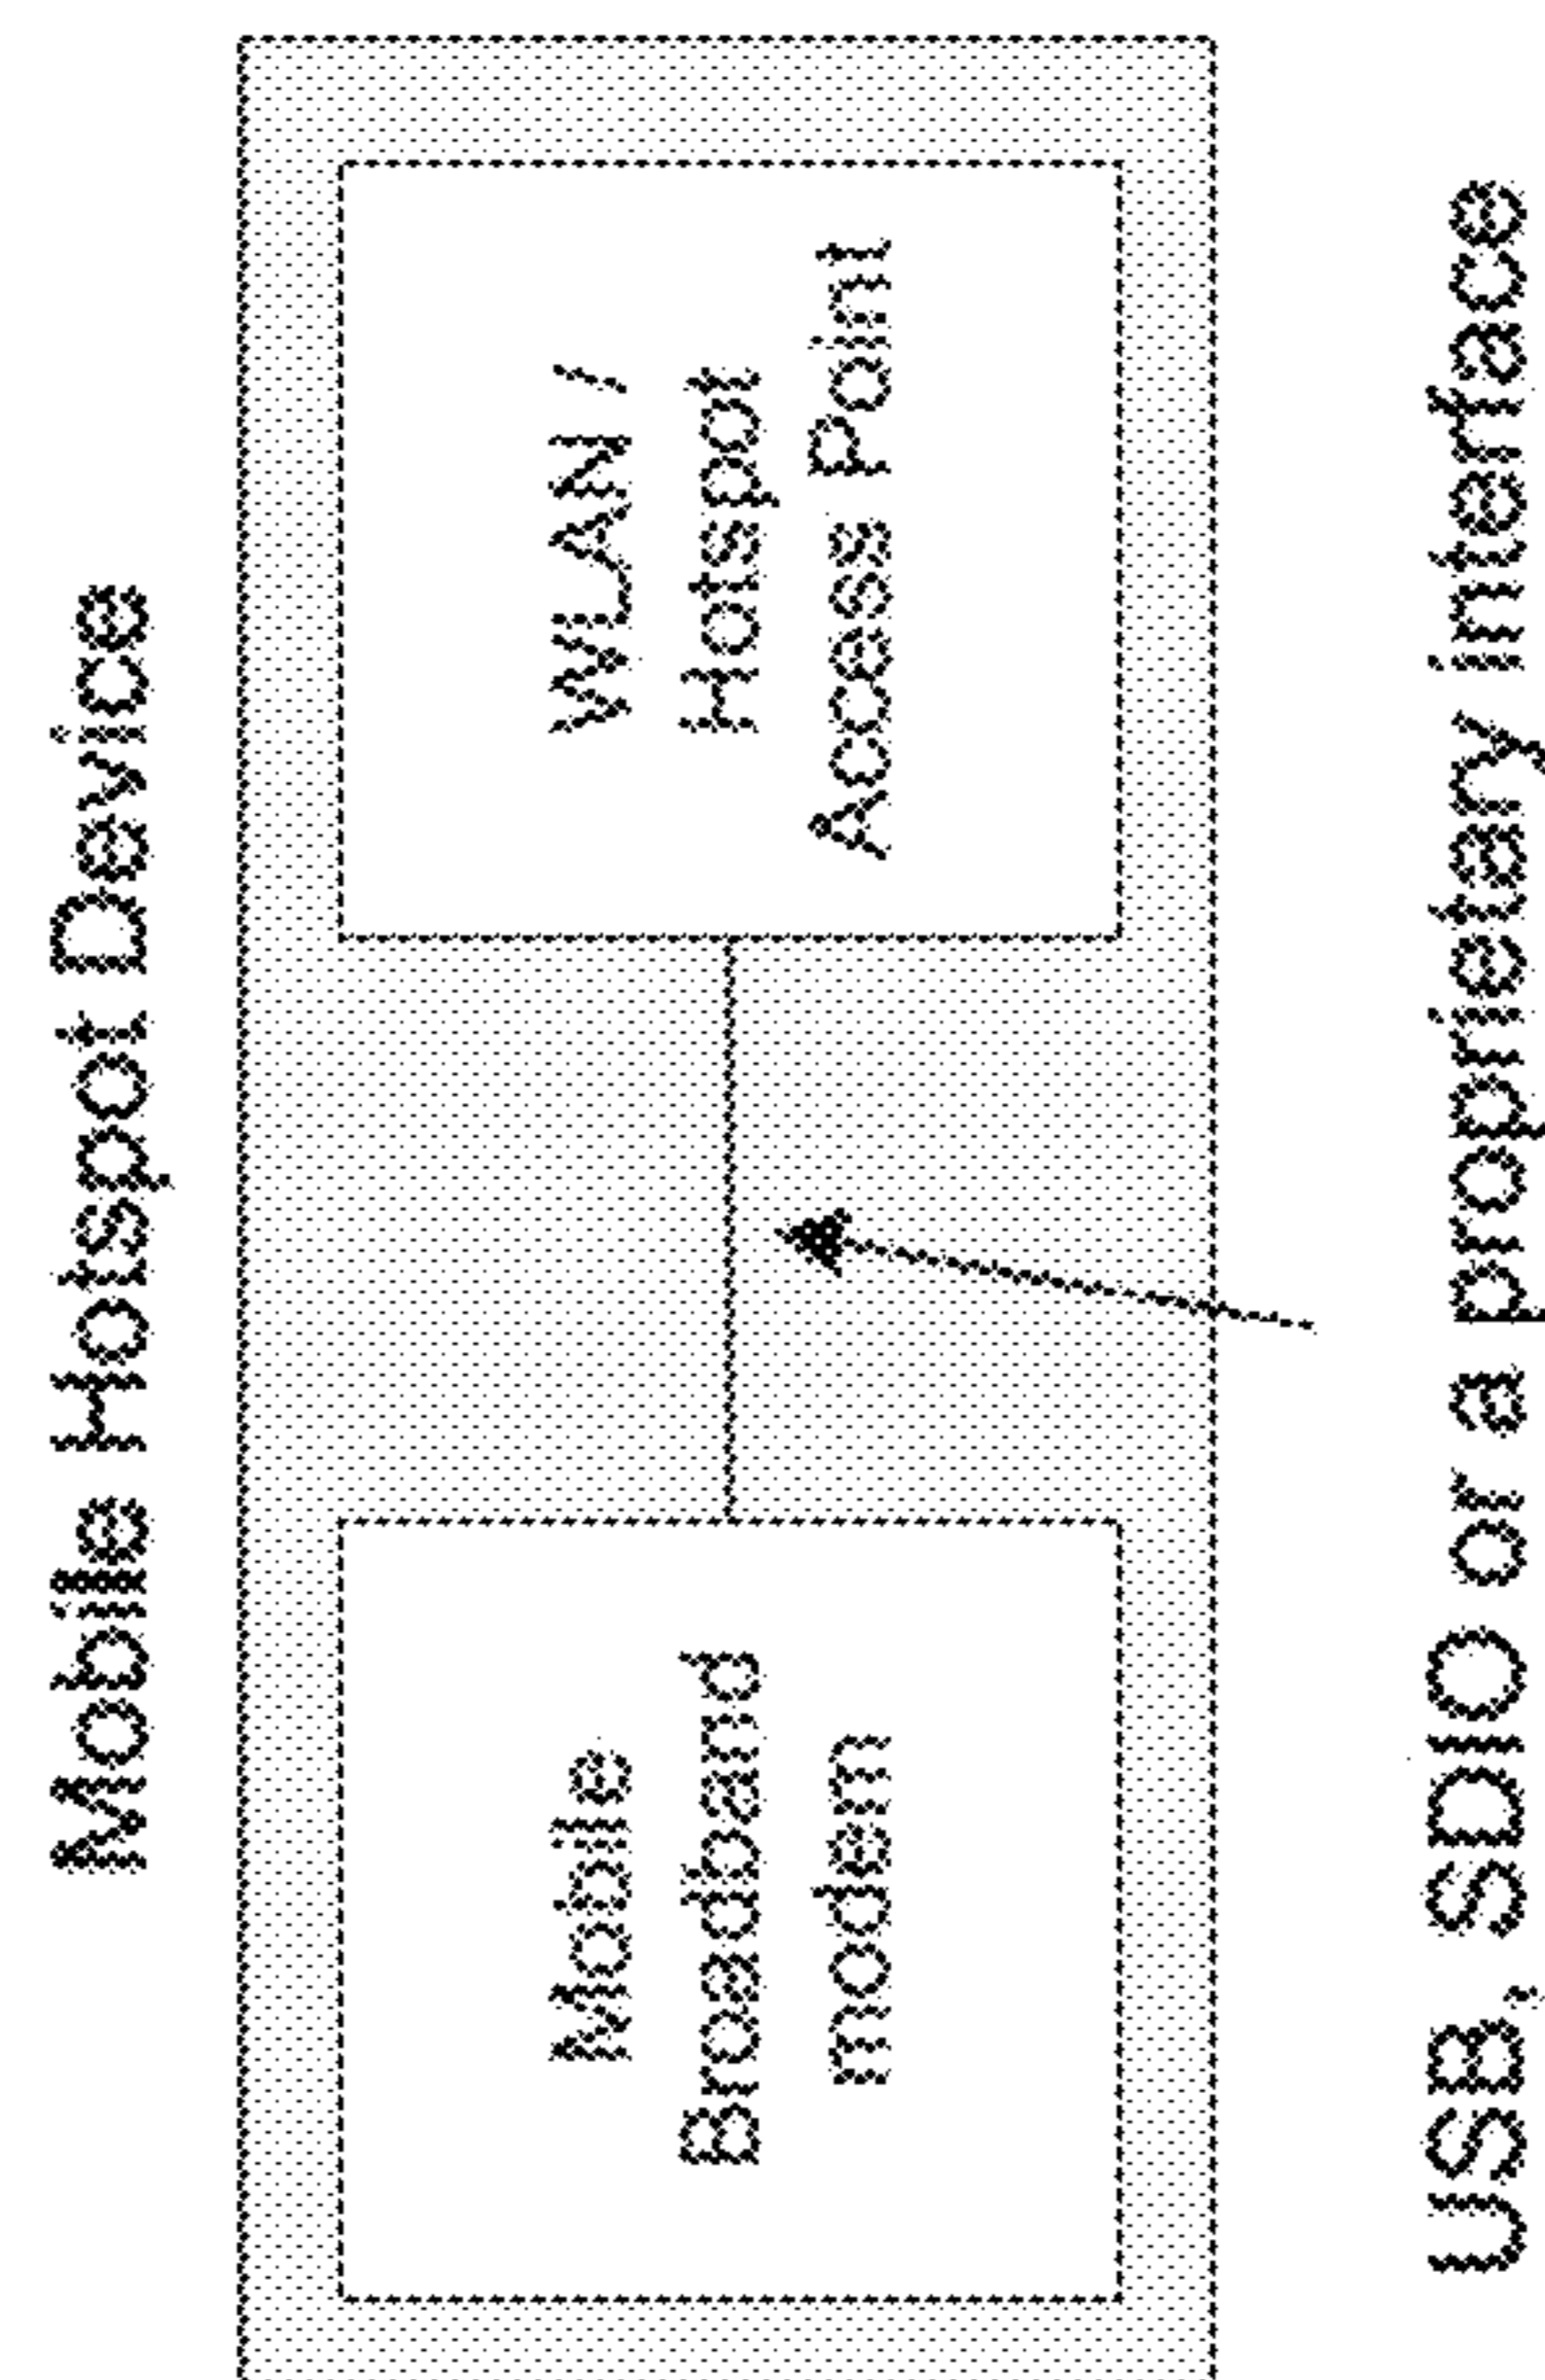 Mobile Hotspot Device
Mobile
Broadband
modem
WLAN /
Hotspot
Access Point
USB, SDIO or a proprietary interface